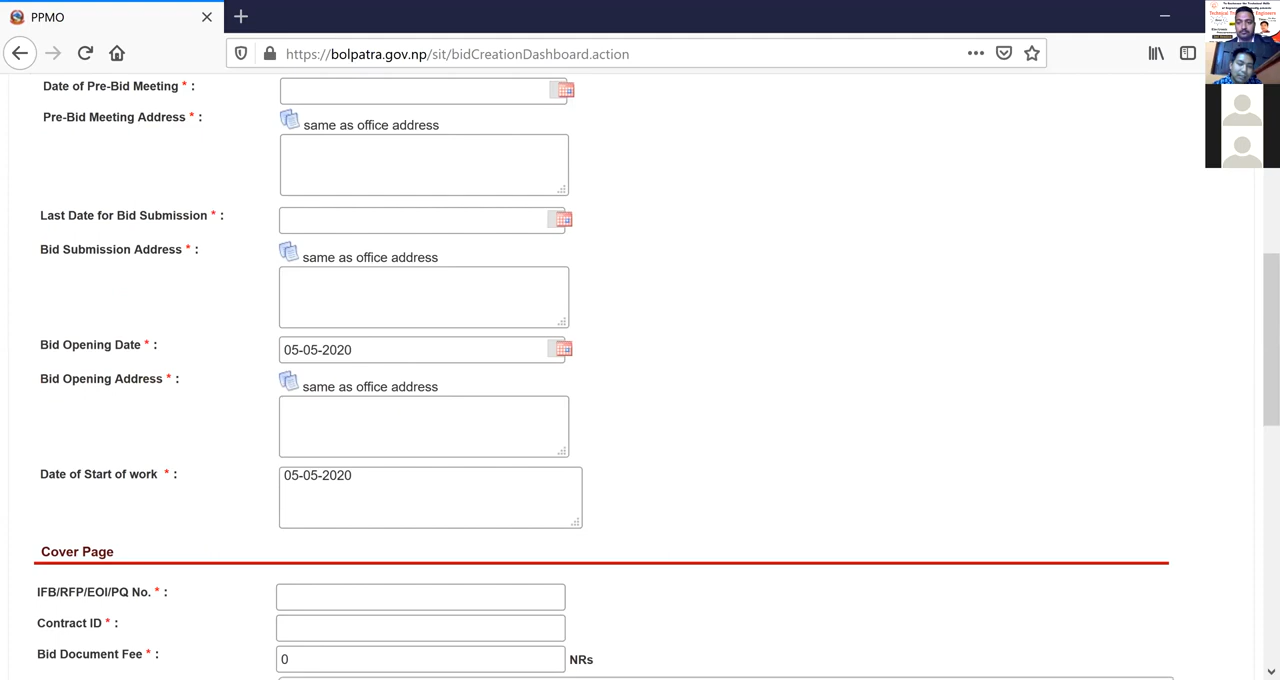 PPMO
https://bolpatra.gov.np/sit/bidCreationDashboard.action
Date of Pre-Bid Meeting * :
Pre-Bid Meeting Address * :
same as office address
Last Date for Bid Submission * :
Bid Submission Address * :
same as office address
Bid Opening Date * :
05-05-2020
Bid Opening Address * :
same as office address
Date of Start of work * :
05-05-2020
Cover Page
IFB/RFP/EOI/PQ No. * :
Contract ID * :
Bid Document Fee * :
0
NRs